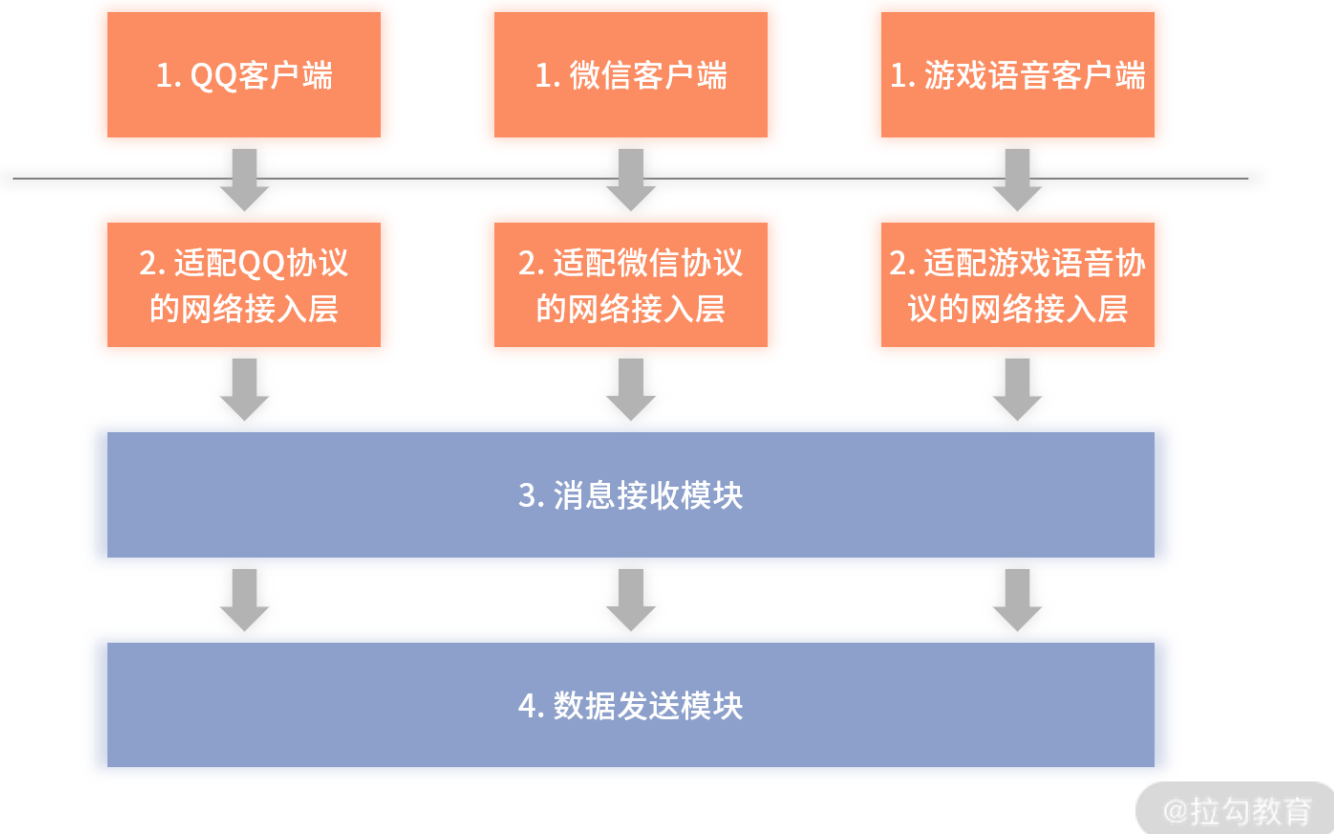 1. QQ客户端
1. 微信客户端
1. 游戏语音客户端
2. 适配QQ协议
的网络接入层
2. 适配微信协议
的网络接入层
2. 适配游戏语音协
议的网络接入层
3. 消息接收模块
4. 数据发送模块
@拉勾教育